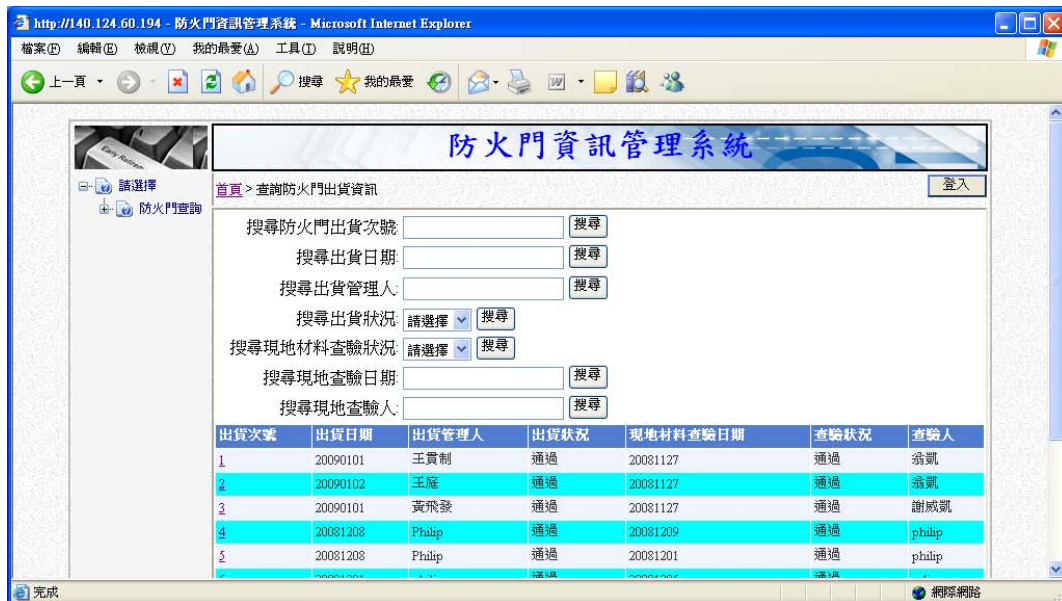 http://140.124.60.194 - 防火門資訊管理系統 - Microsoft Internet Explorer
檔案(F) 編輯(E) 檢視(V) 我的最愛(A) 工具(T) 說明(H)
上一頁 搜尋 我的最愛
Early Retirem
防火門資訊管理系統
請選擇
防火門查詢
首頁 > 查詢防火門出貨資訊 登入
搜尋防火門出貨次號: 搜尋
搜尋出貨日期: 搜尋
搜尋出貨管理人: 搜尋
搜尋出貨狀況: 請選擇 搜尋
搜尋現地材料查驗狀況: 請選擇 搜尋
搜尋現地查驗日期: 搜尋
搜尋現地查驗人: 搜尋
出貨次號 出貨日期 出貨管理人 出貨狀況 現地材料查驗日期 查驗狀況 查驗人
1 20090101 王貫制 通過 20081127 通過 翁凱
2 20090102 王庭 通過 20081127 通過 翁凱
3 20090101 黃飛發 通過 20081127 通過 謝威凱
4 20081208 Philip 通過 20081209 通過 philip
5 20081208 Philip 通過 20081201 通過 philip
完成 網際網路